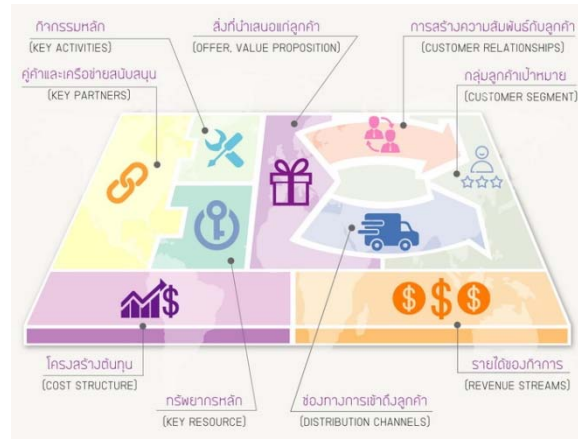 กิจกรรมหลัก
(KEY ACTIVITIES)
สิ่งที่นำเสนอแก่ลูกค้า
(OFFER, VALUE PROPOSITION)
การสร้างความสัมพันธ์กับลูกค้า
(CUSTOMER RELATIONSHIPS)
คู่ค้าและเครือข่ายสนับสนุน
(KEY PARTNERS)
กลุ่มลูกค้าเป้าหมาย
(CUSTOMER SEGMENT)
โครงสร้างต้นทุน
(COST STRUCTURE)
รายได้ของกิจการ
(REVENUE STREAMS)
ทรัพยากรหลัก
(KEY RESOURCE)
ช่องทางการเข้าถึงลูกค้า
(DISTRIBUTION CHANNELS)